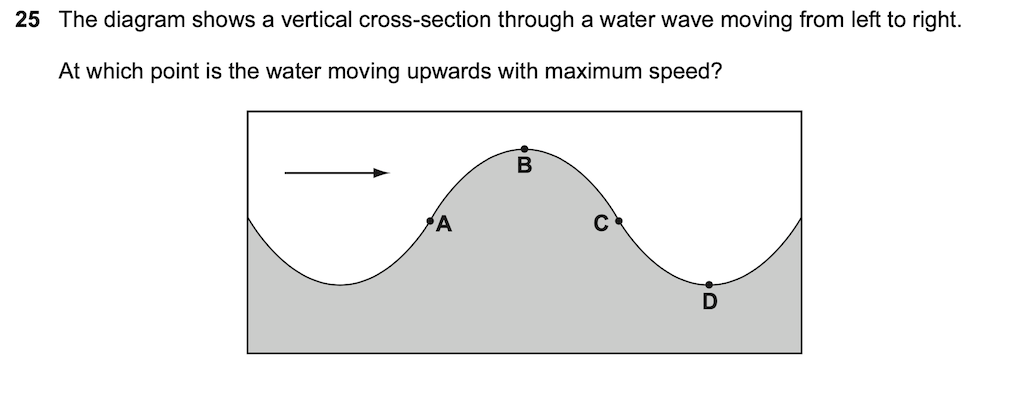 25 The diagram shows a vertical cross-section through a water wave moving from left to right.
At which point is the water moving upwards with maximum speed?
B
A
C
D